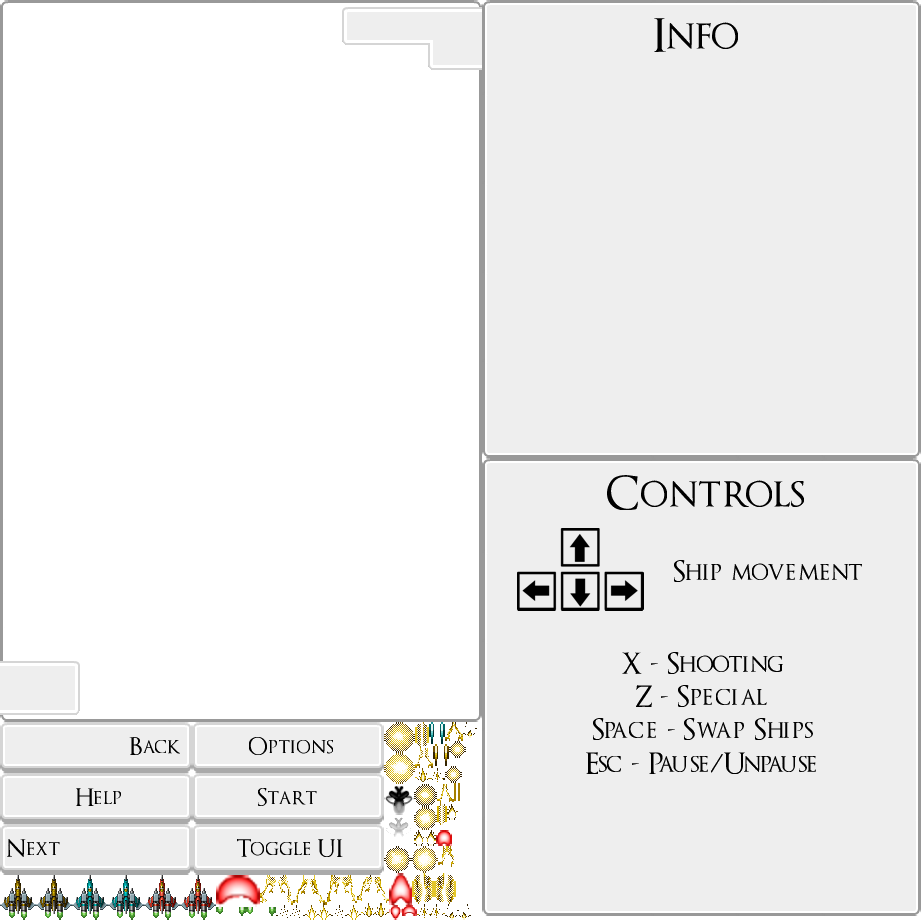 Info
Controls
Ship movement
X - Shooting
Z - Special
Space - Swap Ships
Esc - Pause/Unpause
Back
Options
Help
Start
Next
Toggle UI